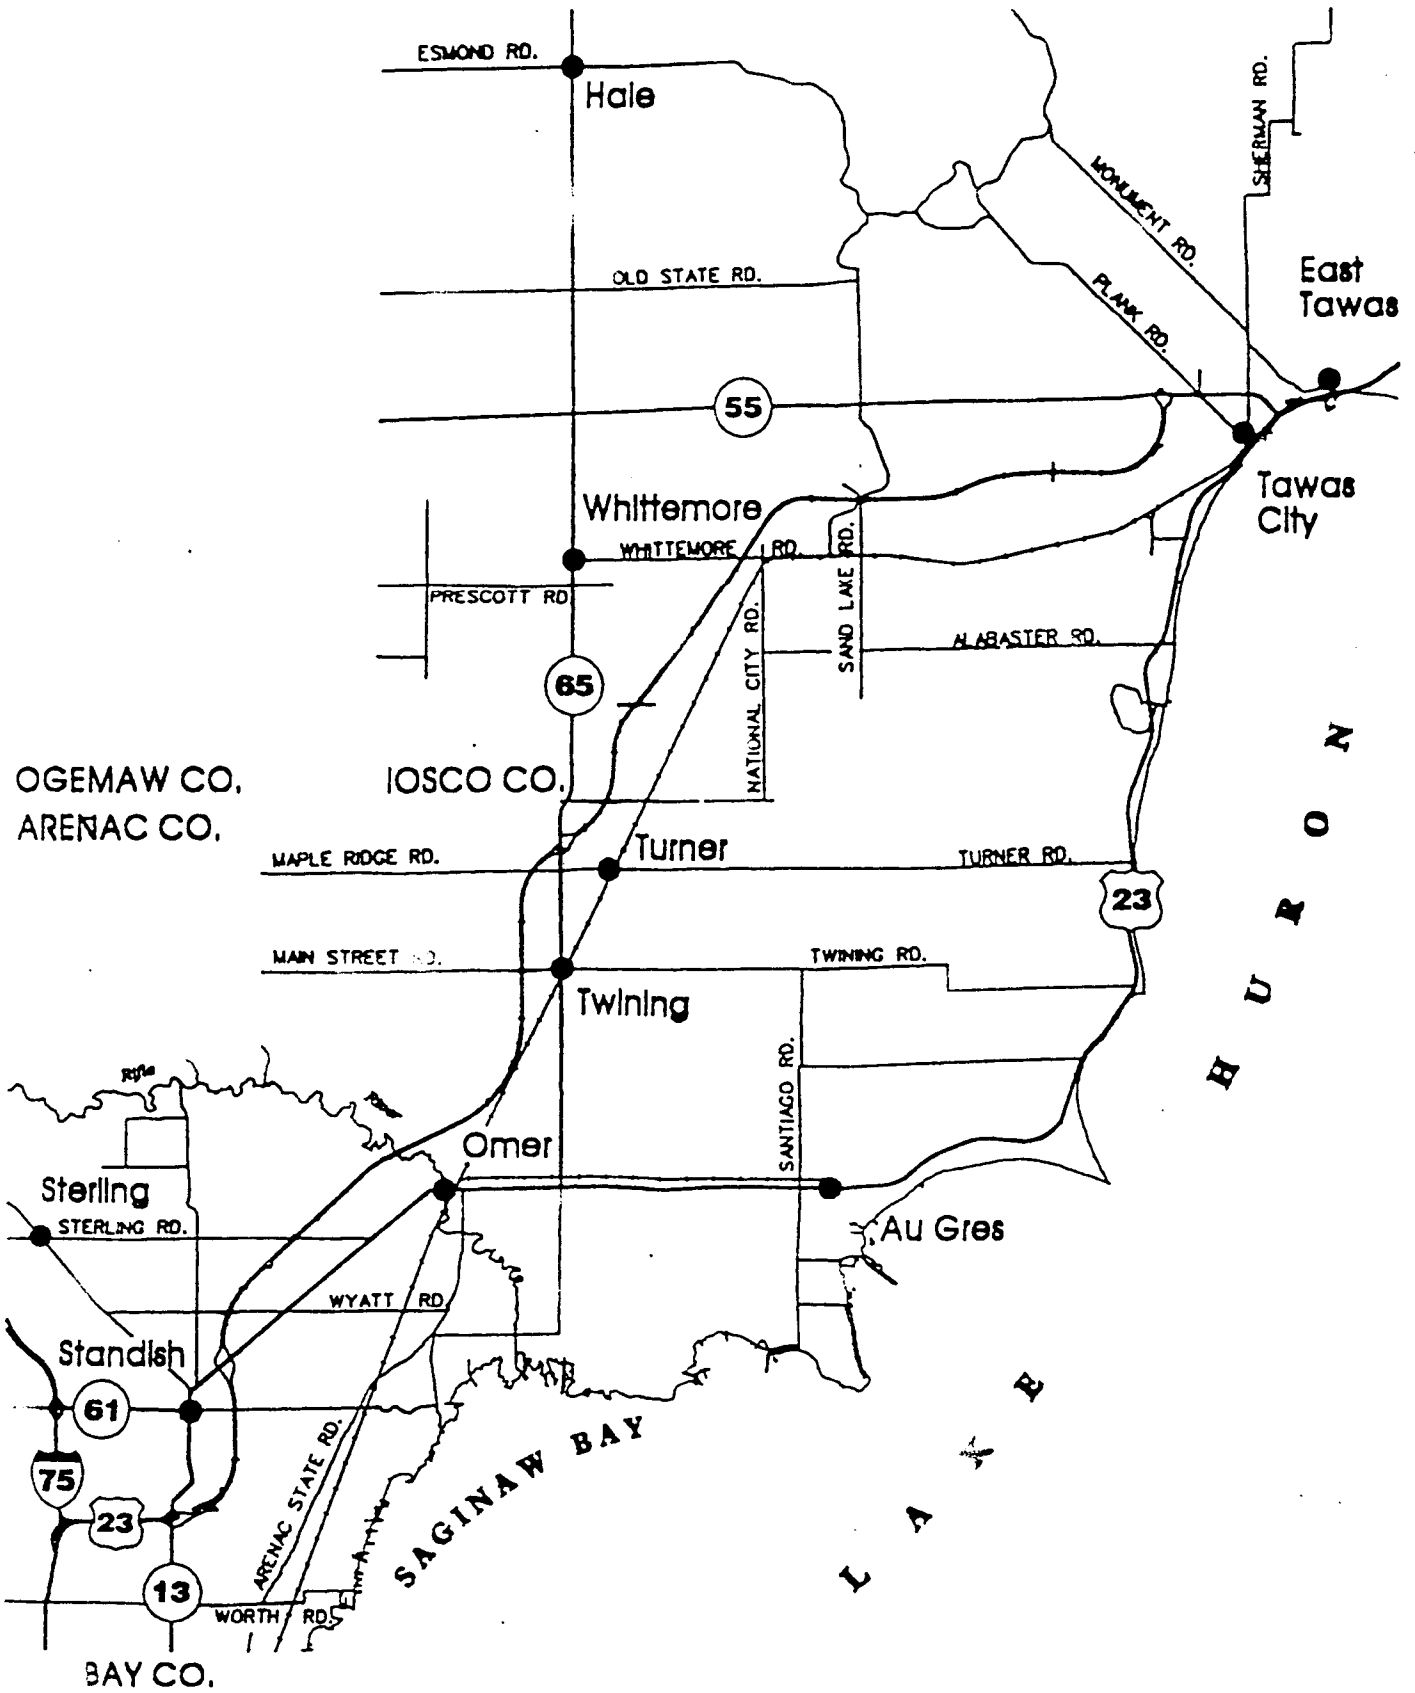 ESMOND RD.
Hale
SHERMAN RD.
MONUMENT RD.
OLD STATE RD.
PLANK RD.
East
Tawas
55
Whittemore
Tawas
City
WHITTEMORE RD.
PRESCOTT RD
SAND LAKE RD.
NATIONAL CITY RD.
ALABASTER RD.
65
OGEMAW CO.
IOSCO CO.
ARENAC CO.
MAPLE RIDGE RD.
Turner
TURNER RD.
23
MAIN STREET RD.
TWINING RD.
Twining
SANTIAGO RD.
Rifle
River
Omer
Sterling
STERLING RD.
Au Gres
WYATT RD
Standish
61
75
23
ARENAC STATE RD.
SAGINAW BAY
LAKE HURON
13
WORTH RD.
BAY CO.